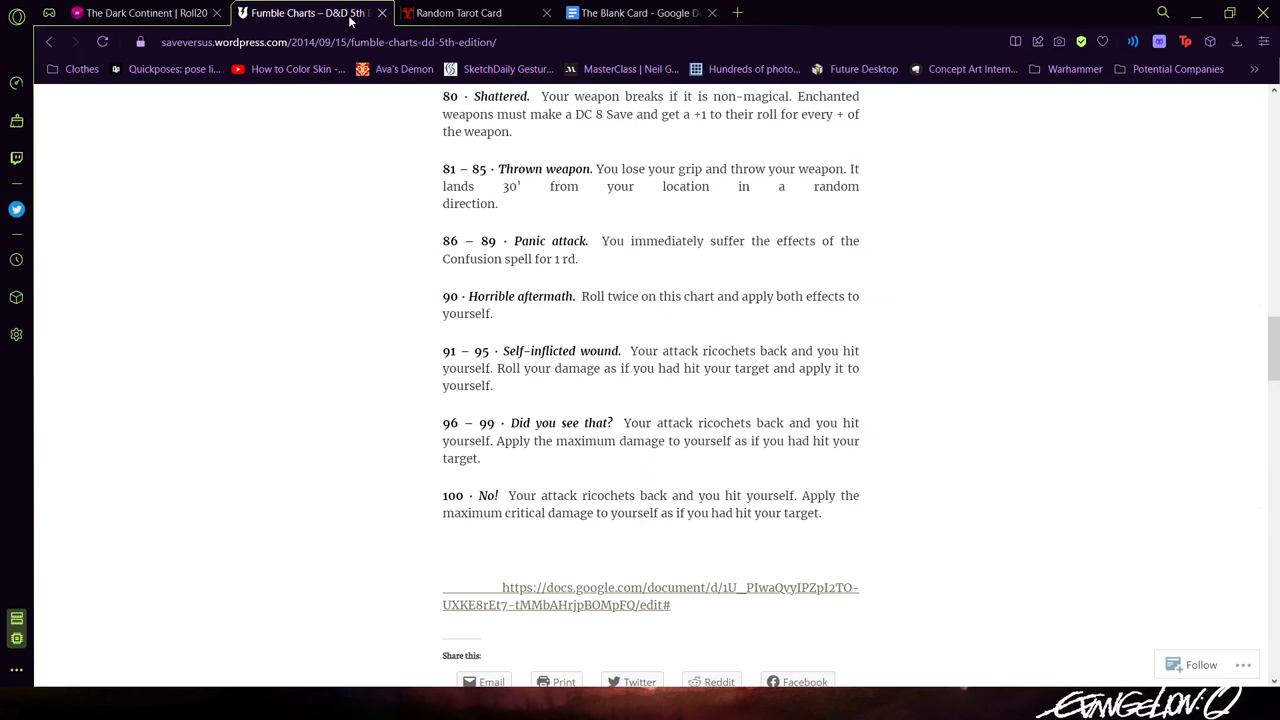 The Dark Continent | Roll20
Fumble Charts – D&D 5th E
Random Tarot Card
The Blank Card - Google D
saveversus.wordpress.com/2014/09/15/fumble-charts-dd-5th-edition/
Clothes
Quickposes: pose li...
How to Color Skin -...
Ava's Demon
SketchDaily Gestur...
MasterClass | Neil G...
Hundreds of photo...
Future Desktop
Concept Art Intern...
Warhammer
Potential Companies
80 · Shattered. Your weapon breaks if it is non-magical. Enchanted
weapons must make a DC 8 Save and get a +1 to their roll for every + of
the weapon.
81 – 85 · Thrown weapon. You lose your grip and throw your weapon. It
lands 30’ from your location in a random
direction.
86 – 89 · Panic attack. You immediately suffer the effects of the
Confusion spell for 1 rd.
90 · Horrible aftermath. Roll twice on this chart and apply both effects to
yourself.
91 – 95 · Self-inflicted wound. Your attack ricochets back and you hit
yourself. Roll your damage as if you had hit your target and apply it to
yourself.
96 – 99 · Did you see that? Your attack ricochets back and you hit
yourself. Apply the maximum damage to yourself as if you had hit your
target.
100 · No! Your attack ricochets back and you hit yourself. Apply the
maximum critical damage to yourself as if you had hit your target.
https://docs.google.com/document/d/1U_PIwaQvyIPZpI2TO-
UXKE8rEt7-tMMbAHrjpBOMpFQ/edit#
Share this:
Email
Print
Twitter
Reddit
Facebook
Follow
EVANGELION:Q